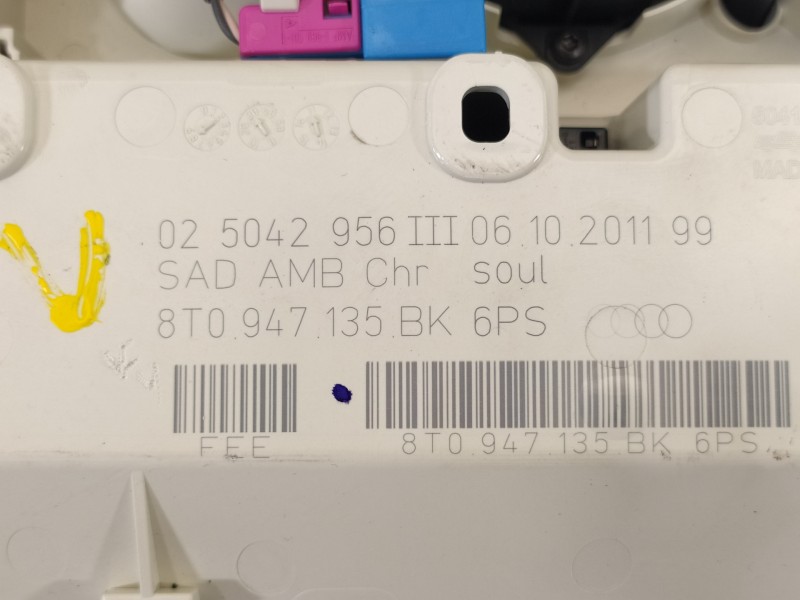 02 5042 956 III 06.10.2011 99
SAD AMB Chr soul
8T0.947.135.BK 6PS
FEE
8T0.947.135.BK 6PS